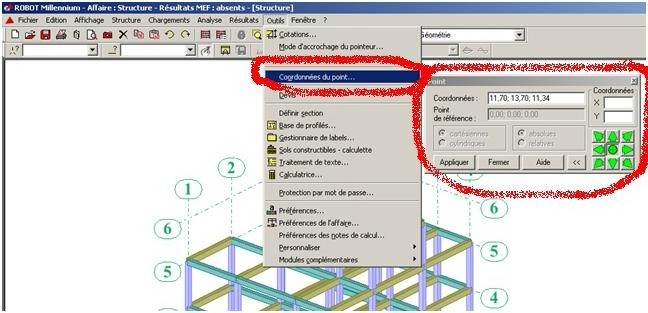 ROBOT Millennium - Affaire : Structure - Résultats MEF : absents - [Structure]
Fichier Edition Affichage Structure Chargements Analyse Résultats Outils Fenêtre ?
Géométrie
Cotations...
Mode d'accrochage du pointeur...
Coordonnées du point...
Devis
Définir section
Base de profilés...
Gestionnaire de labels...
Sols constructibles - calculette
Traitement de texte...
Calculatrice...
Protection par mot de passe...
Préférences...
Préférences de l'affaire...
Préférences des notes de calcul...
Personnaliser
Modules complémentaires
Point
Coordonnées : 11,70; 13,70; 11,34
Point de référence : 0,00; 0,00; 0,00
Coordonnées
X
Y
cartésiennes
cylindriques
absolues
relatives
Appliquer Fermer Aide <<
1
2
6
5
6
5
4